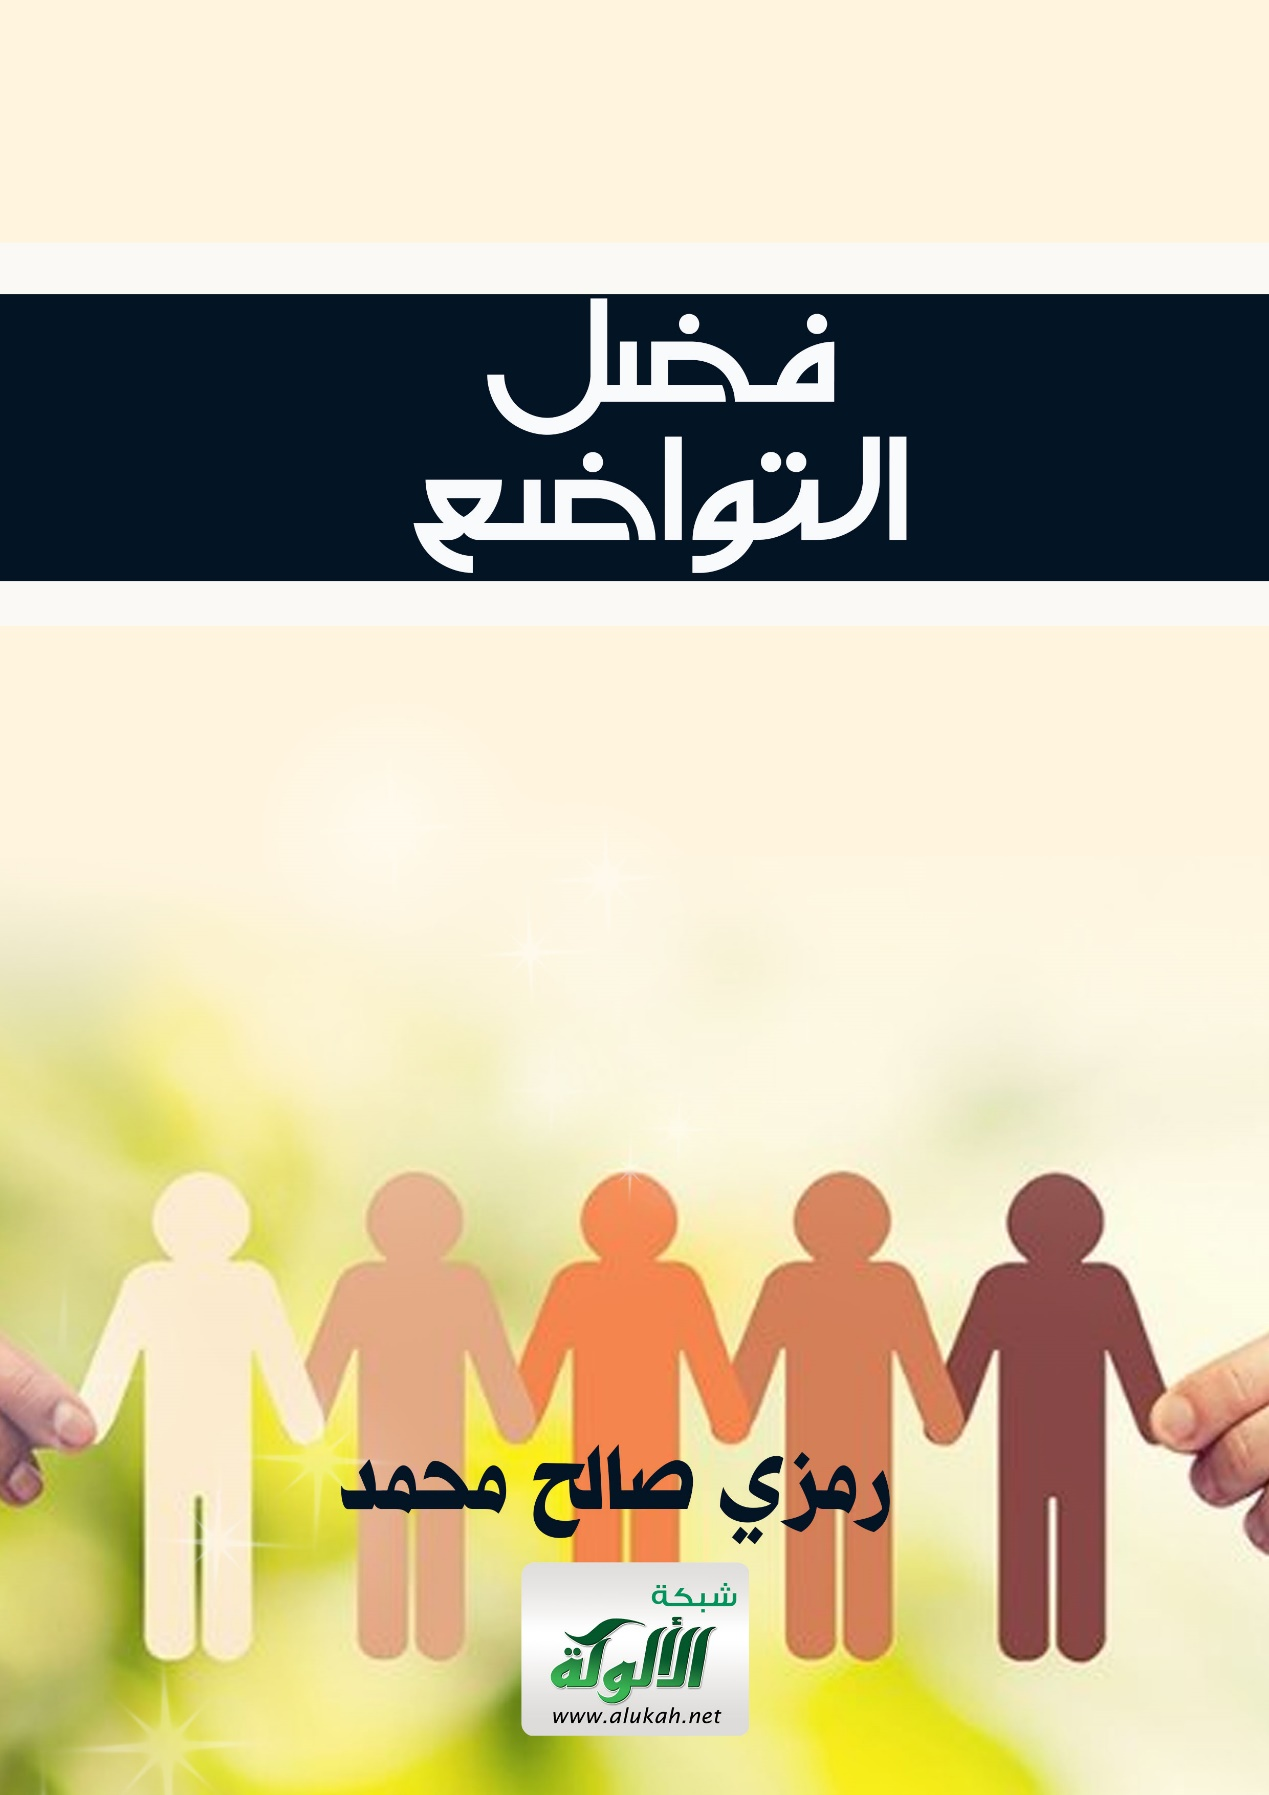 فضل
التواضع
رمزي صالح محمد
شبكة
الألوكة
www.alukah.net